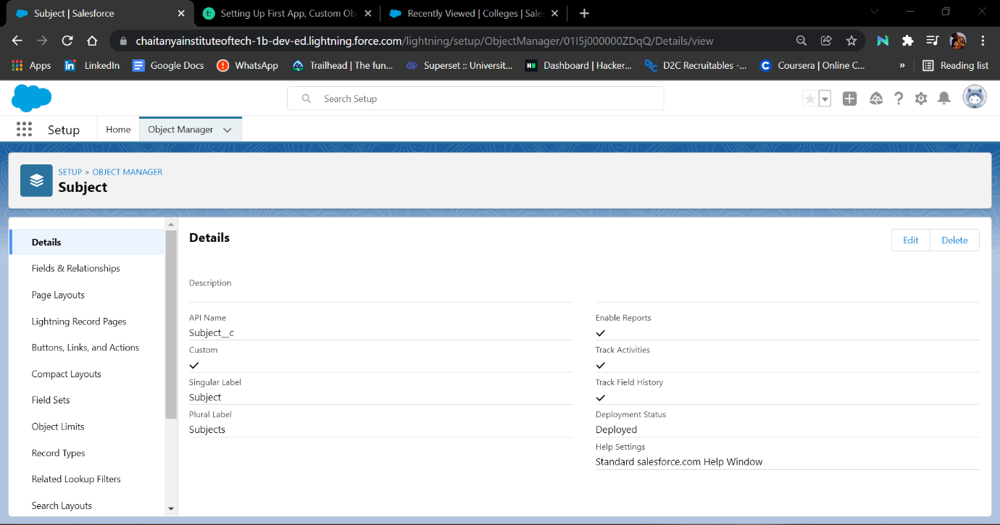 Subject | Salesforce
Setting Up First App, Custom Ob
Recently Viewed | Colleges | Sale
chaitanyainstituteoftech-1b-dev-ed.lightning.force.com/lightning/setup/ObjectManager/01I5j000000ZDqQ/Details/view
Apps LinkedIn Google Docs WhatsApp Trailhead | The fun... Superset :: Universit... Dashboard | Hacker... D2C Recruitables -... Coursera | Online C... » Reading list
Search Setup
Setup Home Object Manager
SETUP > OBJECT MANAGER
Subject
Details
Fields & Relationships
Page Layouts
Lightning Record Pages
Buttons, Links, and Actions
Compact Layouts
Field Sets
Object Limits
Record Types
Related Lookup Filters
Search Layouts
Details
Edit Delete
Description
API Name
Subject__c
Custom
Singular Label
Subject
Plural Label
Subjects
Enable Reports
Track Activities
Track Field History
Deployment Status
Deployed
Help Settings
Standard salesforce.com Help Window